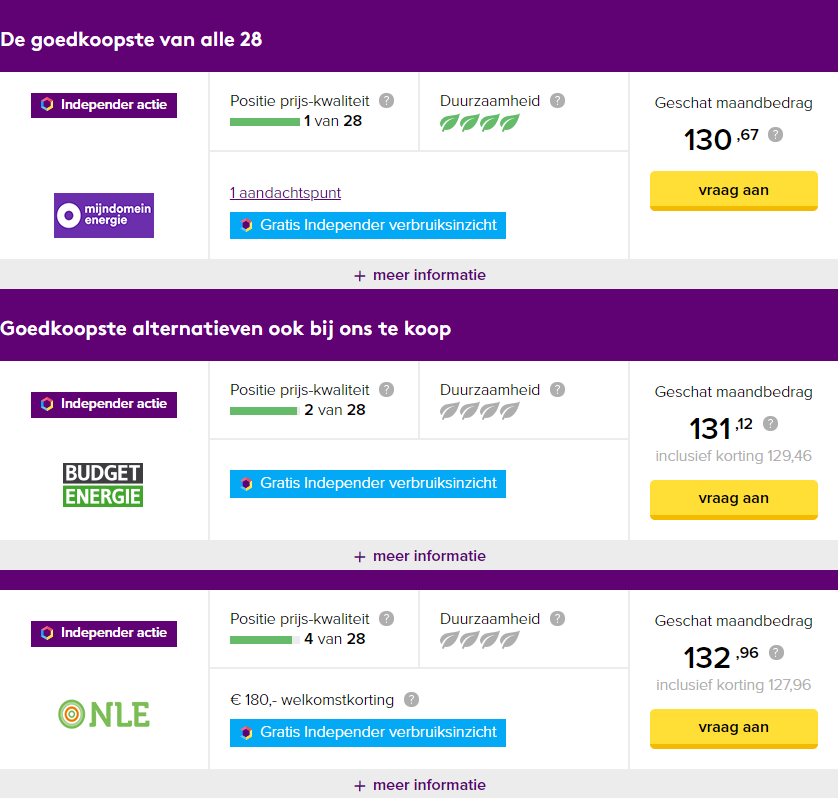 De goedkoopste van alle 28
Independer actie
Positie prijs-kwaliteit ?
1 van 28
Duurzaamheid ?
Geschat maandbedrag
130,67 ?
vraag aan
mijndomein
energie
1 aandachtspunt
Gratis Independer verbruiksinzicht
+ meer informatie
Goedkoopste alternatieven ook bij ons te koop
Independer actie
Positie prijs-kwaliteit ?
2 van 28
Duurzaamheid ?
Geschat maandbedrag
131,12 ?
inclusief korting 129,46
vraag aan
BUDGET
ENERGIE
Gratis Independer verbruiksinzicht
+ meer informatie
Independer actie
Positie prijs-kwaliteit ?
4 van 28
Duurzaamheid ?
Geschat maandbedrag
132,96 ?
inclusief korting 127,96
vraag aan
NLE
€ 180,- welkomstkorting ?
Gratis Independer verbruiksinzicht
+ meer informatie